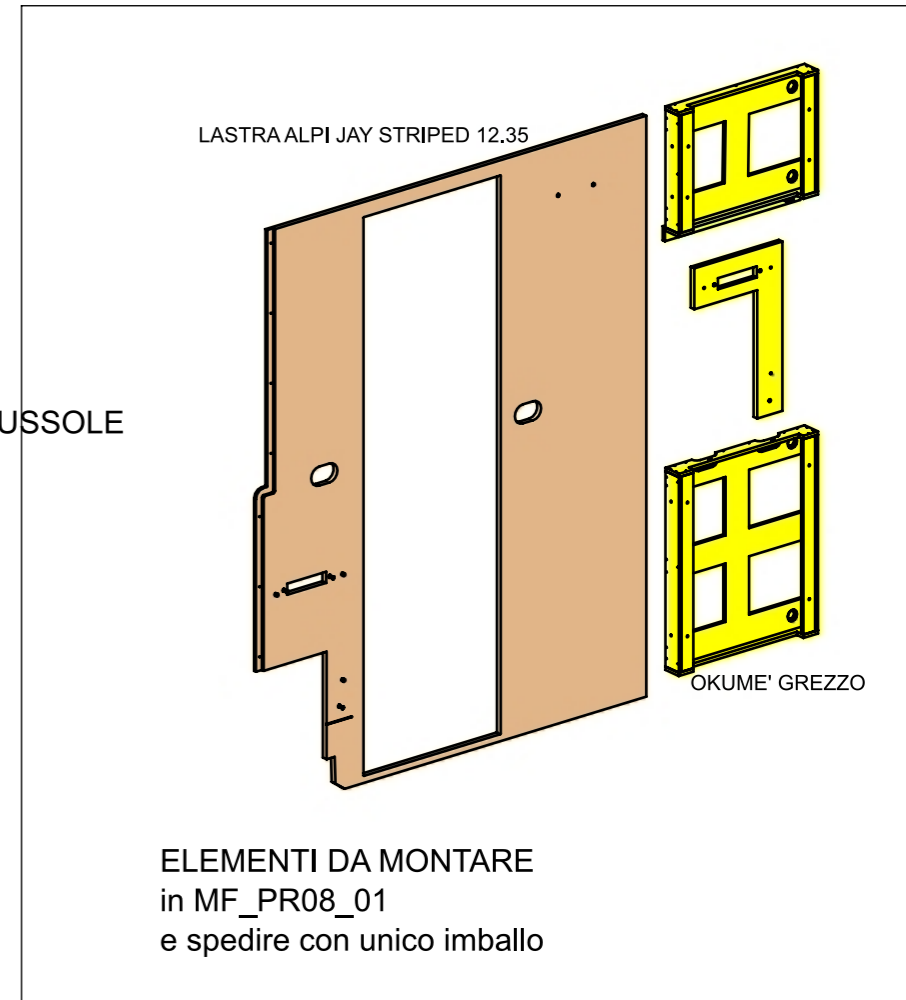 LASTRA ALPI JAY STRIPED 12.35
USSOLE
OKUME' GREZZO
ELEMENTI DA MONTARE
in MF_PR08_01
e spedire con unico imballo